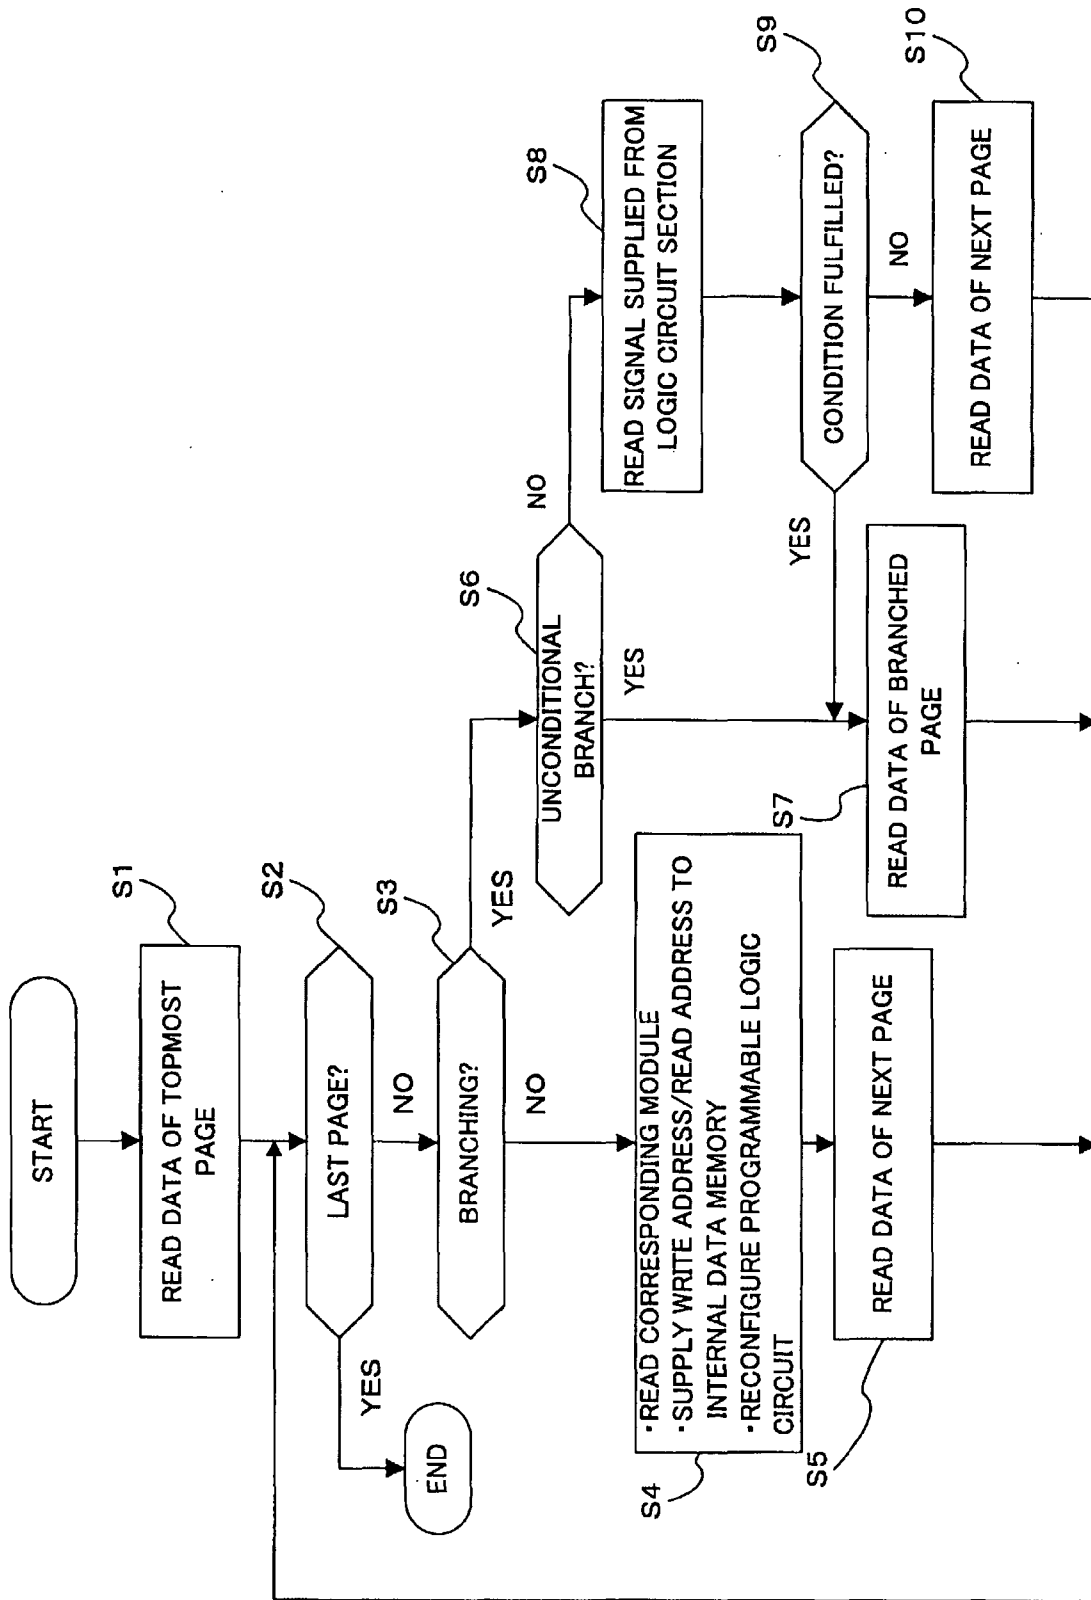 START
S1
READ DATA OF TOPMOST
PAGE
S2
LAST PAGE?
YES
NO
END
S3
BRANCHING?
YES
NO
S4
·READ CORRESPONDING MODULE
·SUPPLY WRITE ADDRESS/READ ADDRESS TO
INTERNAL DATA MEMORY
·RECONFIGURE PROGRAMMABLE LOGIC
CIRCUIT
S5
READ DATA OF NEXT PAGE
S6
UNCONDITIONAL
BRANCH?
NO
YES
S7
READ DATA OF BRANCHED
PAGE
S8
READ SIGNAL SUPPLIED FROM
LOGIC CIRCUIT SECTION
S9
CONDITION FULFILLED?
YES
NO
S10
READ DATA OF NEXT PAGE